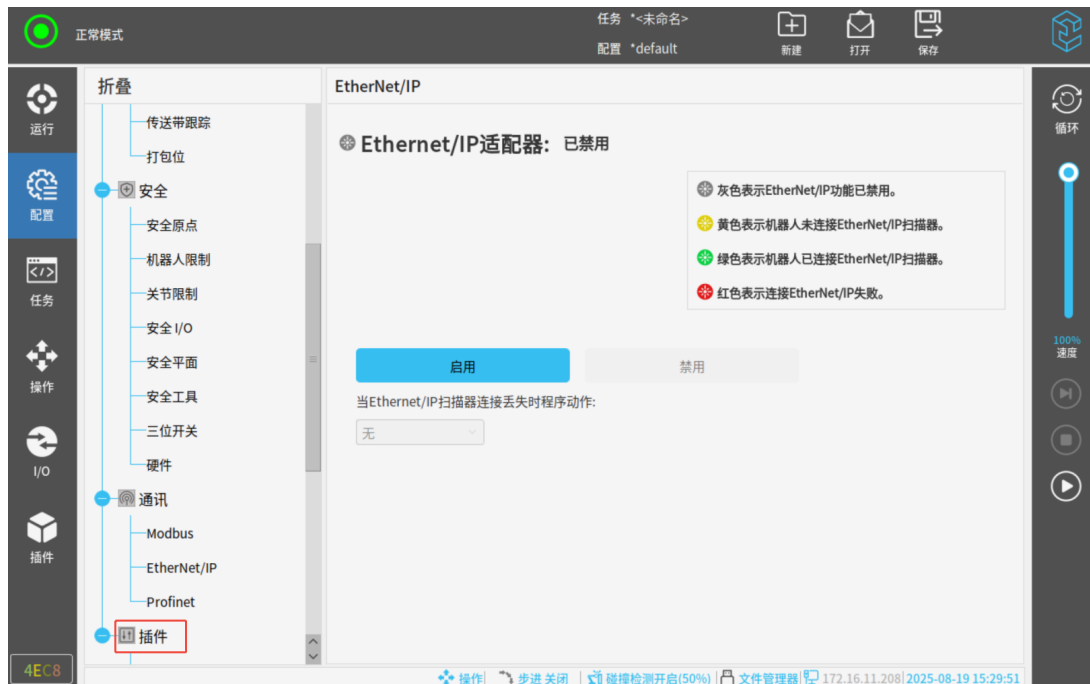 正常模式
任务 *<未命名>
配置 *default
新建
打开
保存
运行
配置
任务
操作
I/O
插件
4EC8
折叠
传送带跟踪
打包位
安全
安全原点
机器人限制
关节限制
安全 I/O
安全平面
安全工具
三位开关
硬件
通讯
Modbus
EtherNet/IP
Profinet
插件
EtherNet/IP
Ethernet/IP适配器: 已禁用
灰色表示EtherNet/IP功能已禁用。
黄色表示机器人未连接EtherNet/IP扫描器。
绿色表示机器人已连接EtherNet/IP扫描器。
红色表示连接EtherNet/IP失败。
启用
禁用
当Ethernet/IP扫描器连接丢失时程序动作:
无
循环
100%
速度
操作 步进 关闭 碰撞检测开启(50%) 文件管理器 172.16.11.208 2025-08-19 15:29:51